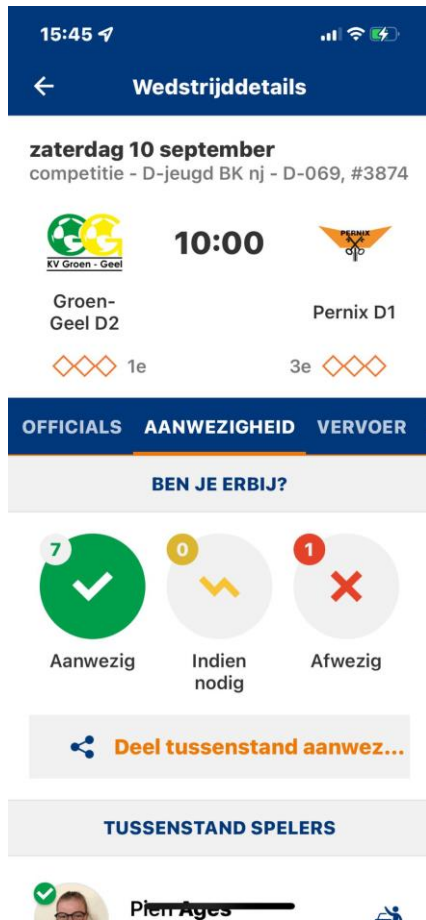 15:45
Wedstrijddetails
zaterdag 10 september
competitie - D-jeugd BK nj - D-069, #3874
10:00
KV Groen - Geel
PERNIX
Groen-
Geel D2
Pernix D1
1e
3e
OFFICIALS AANWEZIGHEID VERVOER
BEN JE ERBIJ?
7
0
1
Aanwezig
Indien
nodig
Afwezig
Deel tussenstand aanwez...
TUSSENSTAND SPELERS
Pien Ages